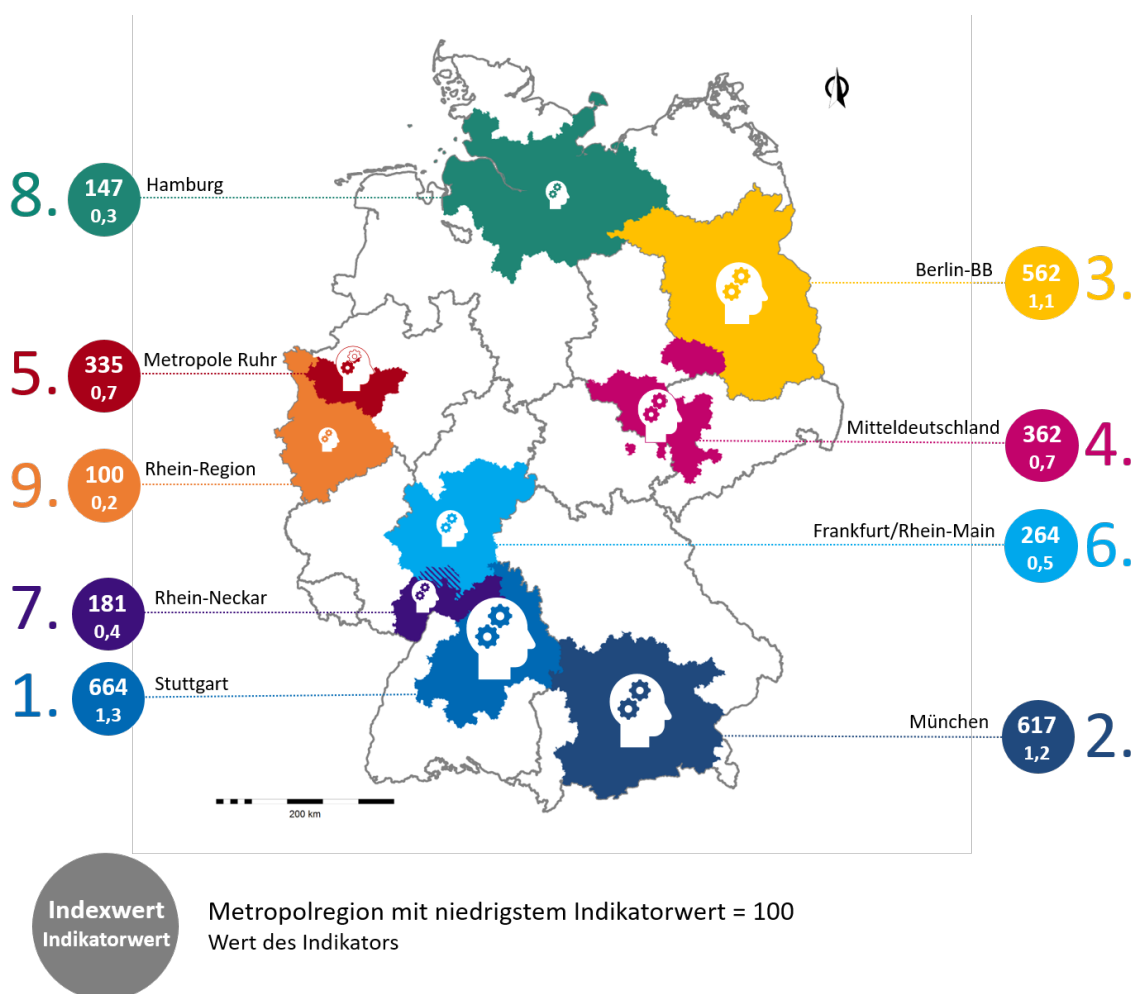 8.
147
0,3
Hamburg
Berlin-BB
562
1,1
3.
5.
335
0,7
Metropole Ruhr
Mitteldeutschland
362
0,7
4.
9.
100
0,2
Rhein-Region
Frankfurt/Rhein-Main
264
0,5
6.
7.
181
0,4
Rhein-Neckar
1.
664
1,3
Stuttgart
München
617
1,2
2.
200 km
Indexwert
Indikatorwert
Metropolregion mit niedrigstem Indikatorwert = 100
Wert des Indikators